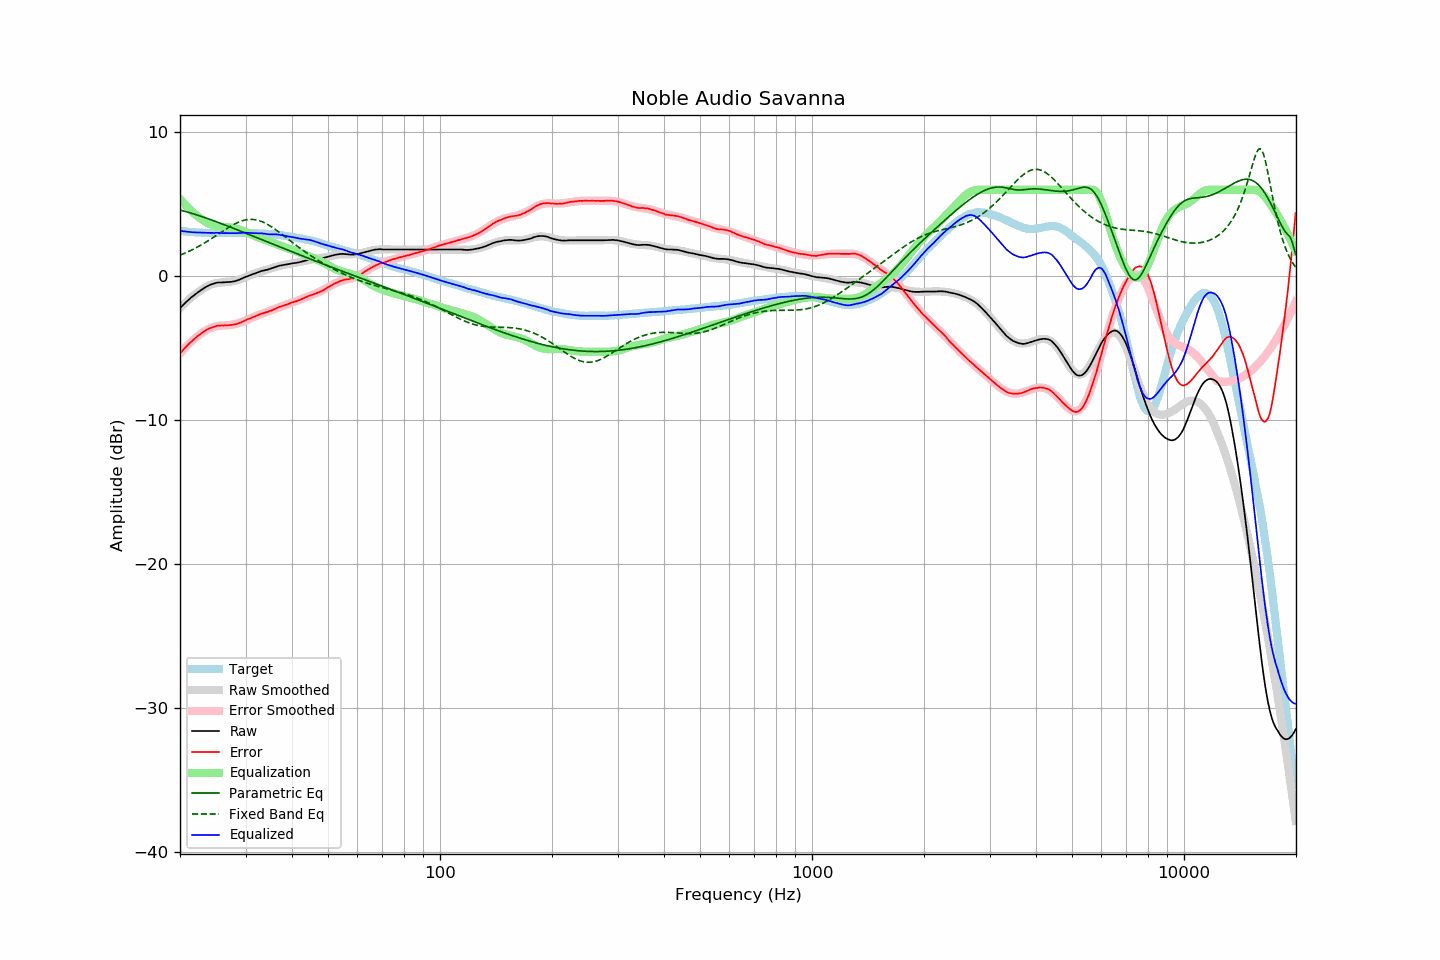 Noble Audio Savanna
10
0
−10
−20
−30
−40
Amplitude (dBr)
Target
Raw Smoothed
Error Smoothed
Raw
Error
Equalization
Parametric Eq
Fixed Band Eq
Equalized
100
1000
10000
Frequency (Hz)